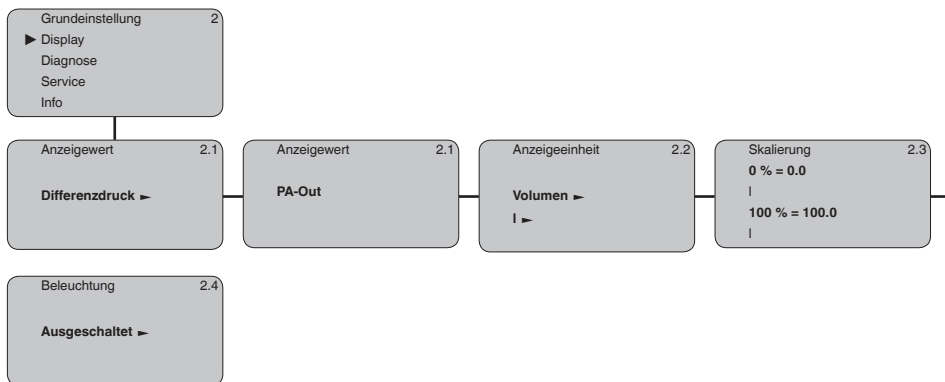 Grundeinstellung 2
▶ Display
Diagnose
Service
Info
Anzeigewert 2.1
Differenzdruck ►
Anzeigewert 2.1
PA-Out
Anzeigeeinheit 2.2
Volumen ►
l ►
Skalierung 2.3
0 % = 0.0
l
100 % = 100.0
l
Beleuchtung 2.4
Ausgeschaltet ►